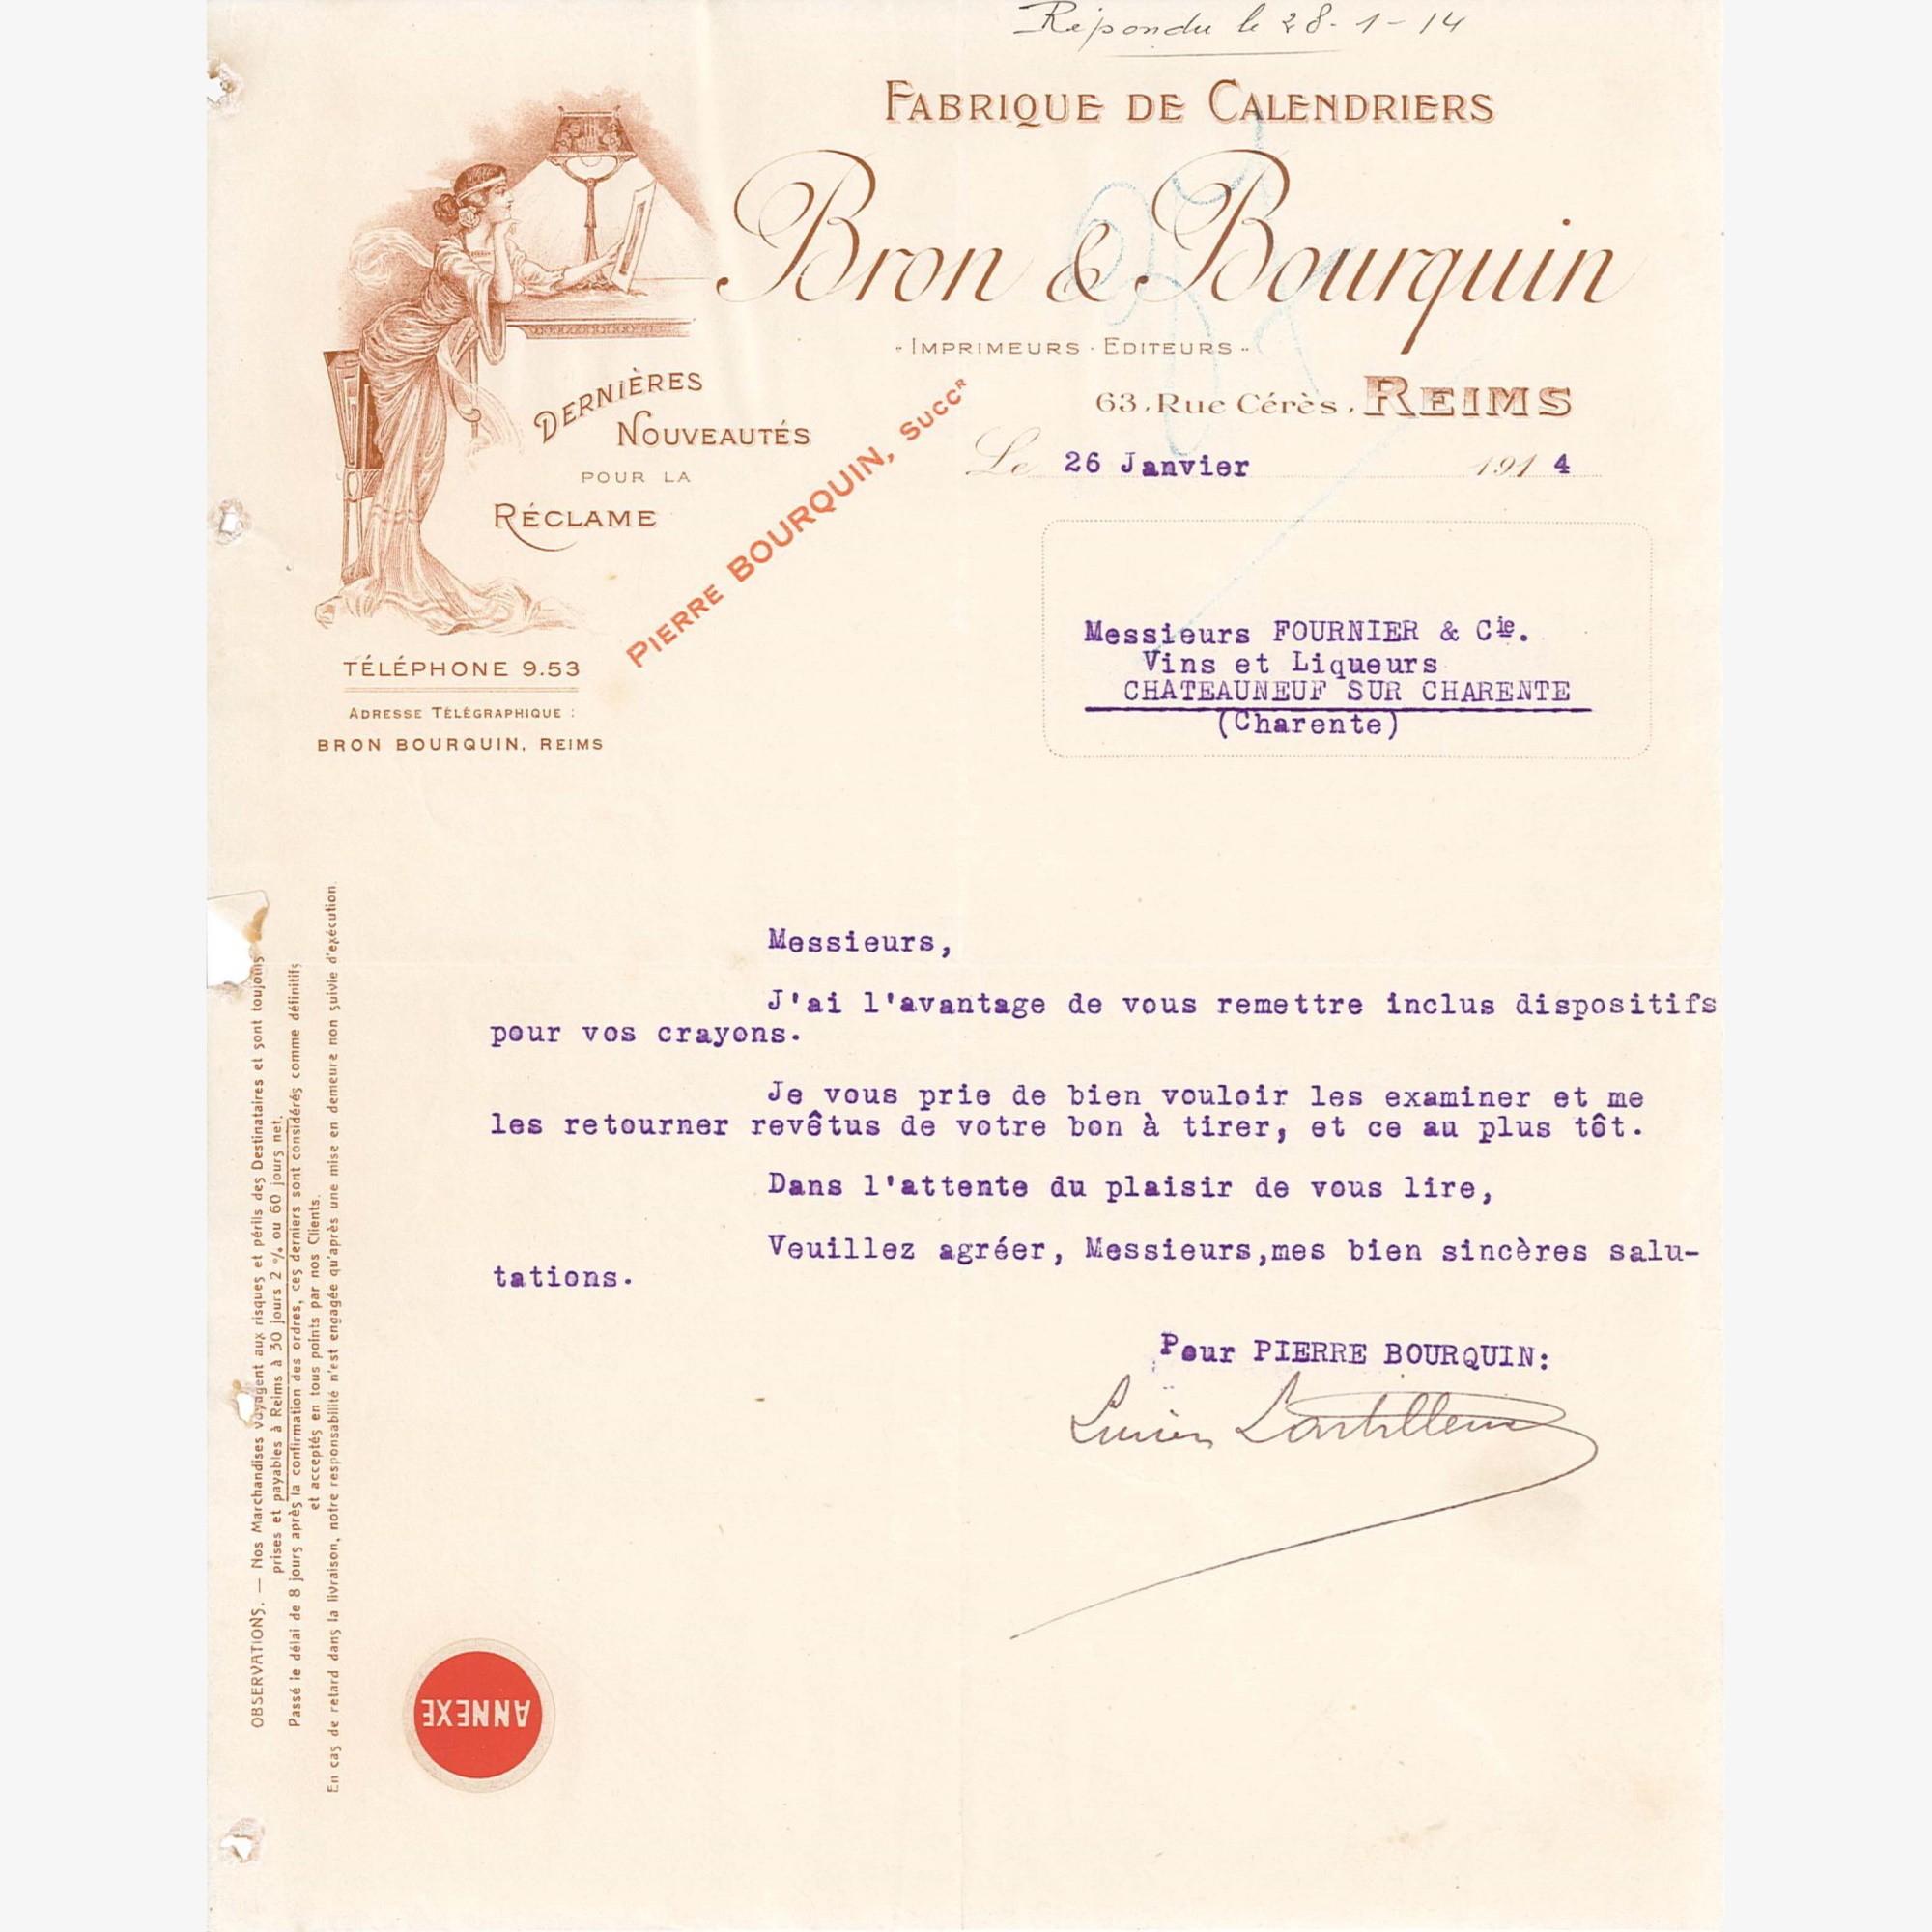 Répondu le 28-1-14
FABRIQUE DE CALENDRIERS
Bron & Bourquin
IMPRIMEURS - EDITEURS
63, Rue Cérès, REIMS
DERNIÈRES
NOUVEAUTÉS
POUR LA
RÉCLAME
PIERRE BOURQUIN, SUCCR
Le 26 Janvier 1914
Messieurs FOURNIER & Cie.
Vins et Liqueurs
CHATEAUNEUF SUR CHARENTE
(Charente)
TÉLÉPHONE 9.53
ADRESSE TÉLÉGRAPHIQUE :
BRON BOURQUIN, REIMS
Messieurs,
J'ai l'avantage de vous remettre inclus dispositifs
pour vos crayons.
Je vous prie de bien vouloir les examiner et me
les retourner revêtus de votre bon à tirer, et ce au plus tôt.
Dans l'attente du plaisir de vous lire,
Veuillez agréer, Messieurs,mes bien sincères salu-
tations.
Pour PIERRE BOURQUIN:
OBSERVATIONS. — Nos Marchandises voyagent aux risques et périls des Destinataires et sont toujours
prises et payables à Reims à 30 jours 2 % ou 60 jours net.
Passé le délai de 8 jours après la confirmation des ordres, ces derniers sont considérés comme définitifs
et acceptés en tous points par nos Clients.
En cas de retard dans la livraison, notre responsabilité n'est engagée qu'après une mise en demeure non suivie d'exécution.
ANNEXE